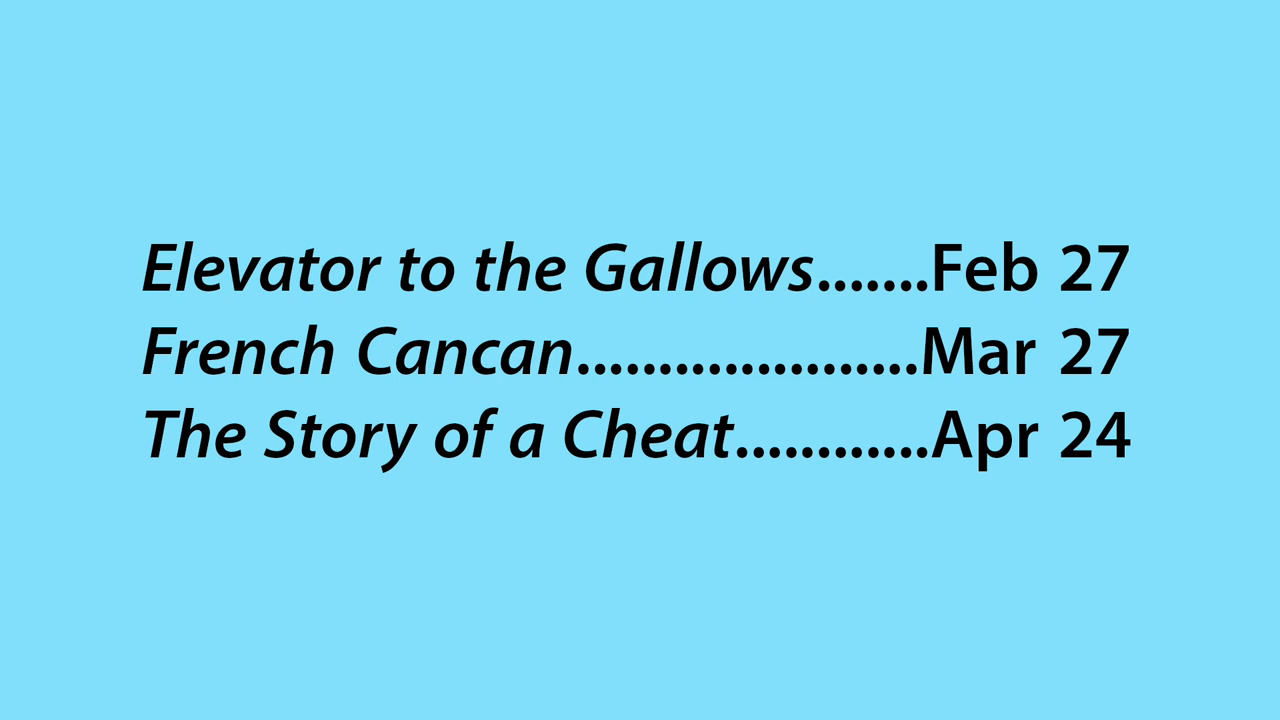 Elevator to the Gallows.......Feb 27
French Cancan.....................Mar 27
The Story of a Cheat............Apr 24